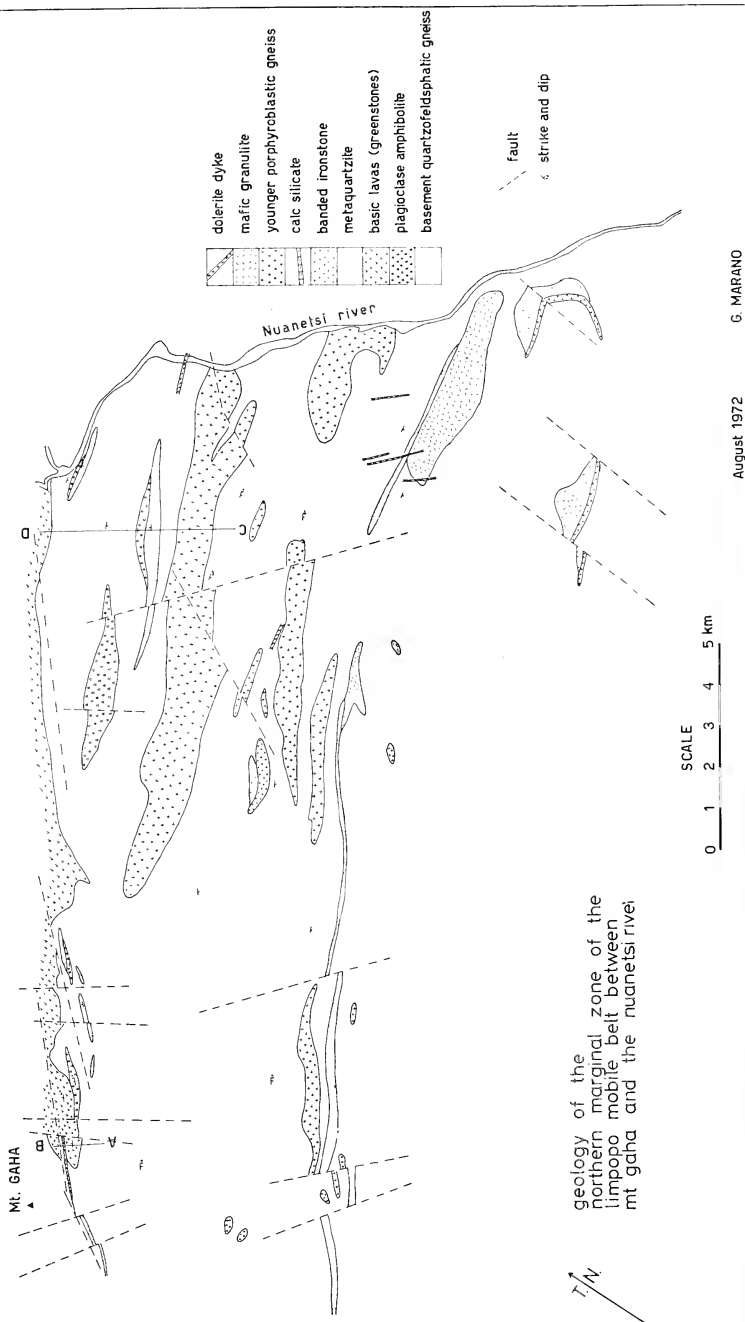 Mt. GAHA
B
A
D
C
Nuanetsi river
dolerite dyke
mafic granulite
younger porphyroblastic gneiss
calc silicate
banded ironstone
metaquartzite
basic lavas (greenstones)
plagioclase amphibolite
basement quartzofeldsphatic gneiss
fault
strike and dip
SCALE
0 1 2 3 4 5 km
geology of the
northern marginal zone of the
limpopo mobile belt between
mt gaha and the nuanetsi rivei
T.N.
August 1972
G. MARANO